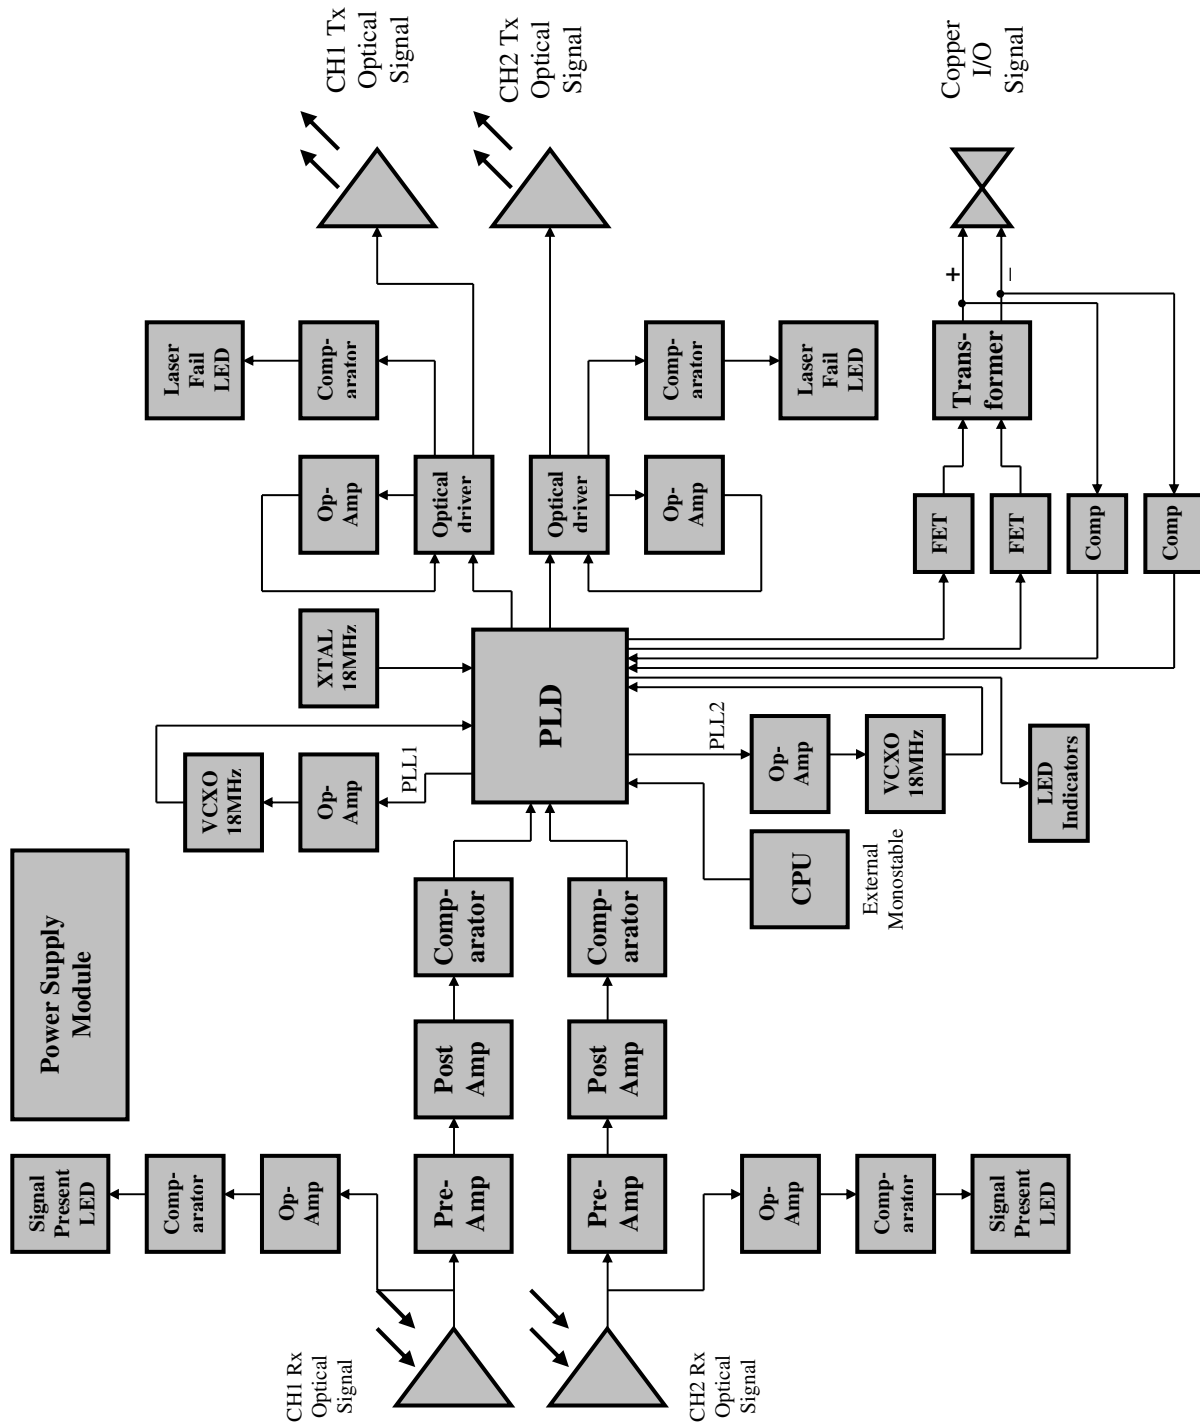 Power Supply
Module
Signal
Present
LED
Comp-
arator
Op-
Amp
CH1 Rx
Optical
Signal
Pre-
Amp
Post
Amp
Comp-
arator
VCXO
18MHz
Op-
Amp
PLL1
XTAL
18MHz
PLD
Op-
Amp
Optical
driver
Laser
Fail
LED
Comp-
arator
CH1 Tx
Optical
Signal
CH2 Rx
Optical
Signal
Pre-
Amp
Post
Amp
Comp-
arator
Op-
Amp
Comp-
arator
Signal
Present
LED
CPU
External
Monostable
PLL2
Op-
Amp
VCXO
18MHz
LED
Indicators
Optical
driver
Op-
Amp
Comp-
arator
Laser
Fail
LED
CH2 Tx
Optical
Signal
FET
FET
Comp
Comp
Trans-
former
+
–
Copper
I/O
Signal